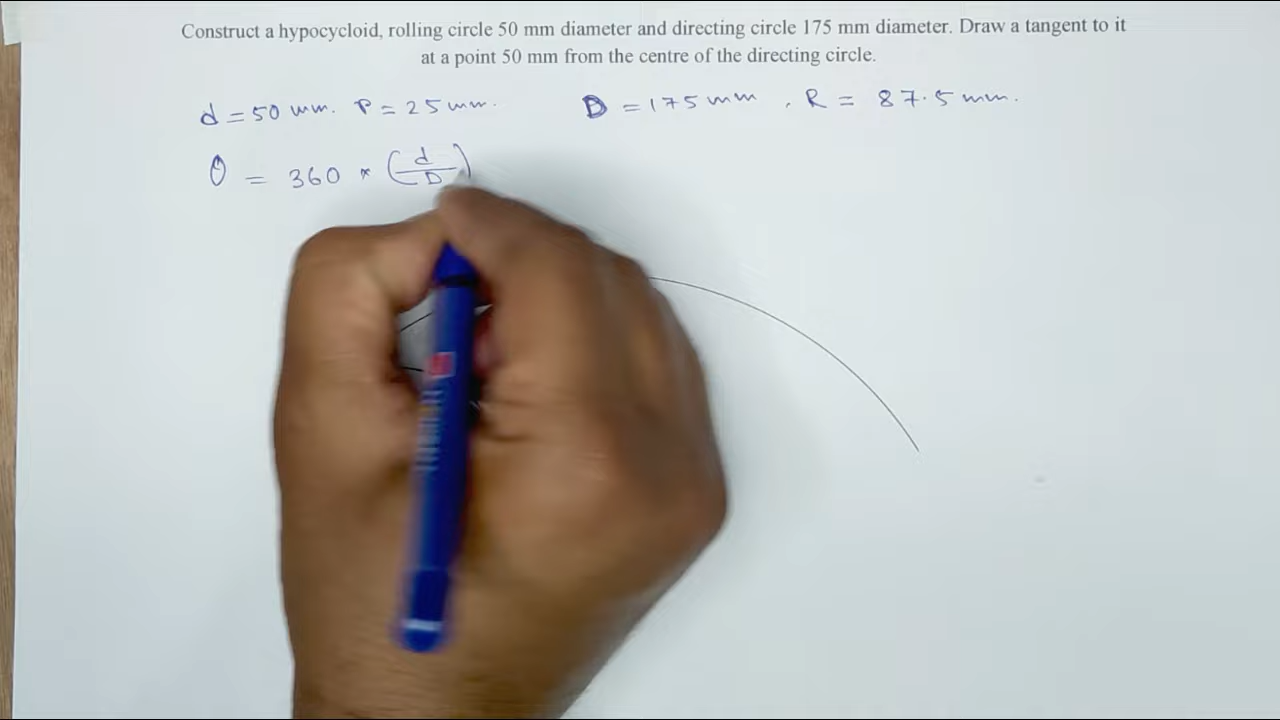 Construct a hypocycloid, rolling circle 50 mm diameter and directing circle 175 mm diameter. Draw a tangent to it
at a point 50 mm from the centre of the directing circle.
d = 50 mm. r = 25 mm. D = 175 mm , R = 87.5 mm.
θ = 360 * (d/D)